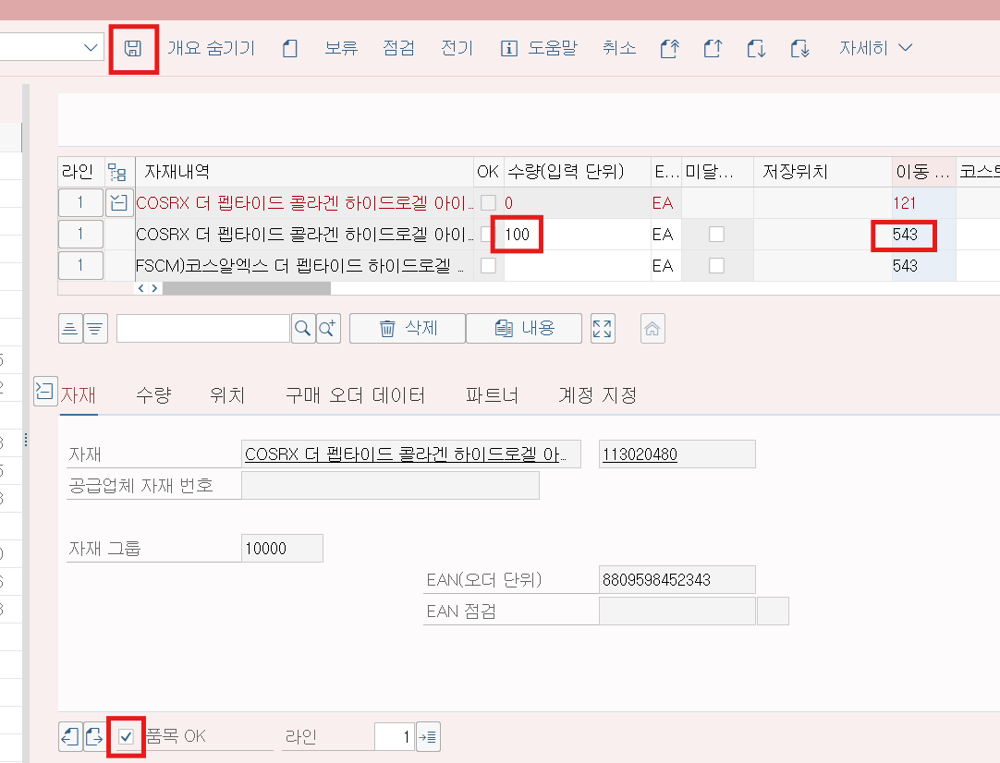 개요 숨기기 보류 점검 전기 도움말 취소 자세히
라인 자재내역 OK 수량(입력 단위) E... 미달... 저장위치 이동 ... 코스트
1 COSRX 더 펩타이드 콜라겐 하이드로겔 아이... 0 EA 121
1 COSRX 더 펩타이드 콜라겐 하이드로겔 아이... 100 EA 543
1 FSCM)코스알엑스 더 펩타이드 하이드로겔 ... EA 543
삭제 내용
자재 수량 위치 구매 오더 데이터 파트너 계정 지정
자재 COSRX 더 펩타이드 콜라겐 하이드로겔 아... 113020480
공급업체 자재 번호
자재 그룹 10000
EAN(오더 단위) 8809598452343
EAN 점검
품목 OK 라인 1